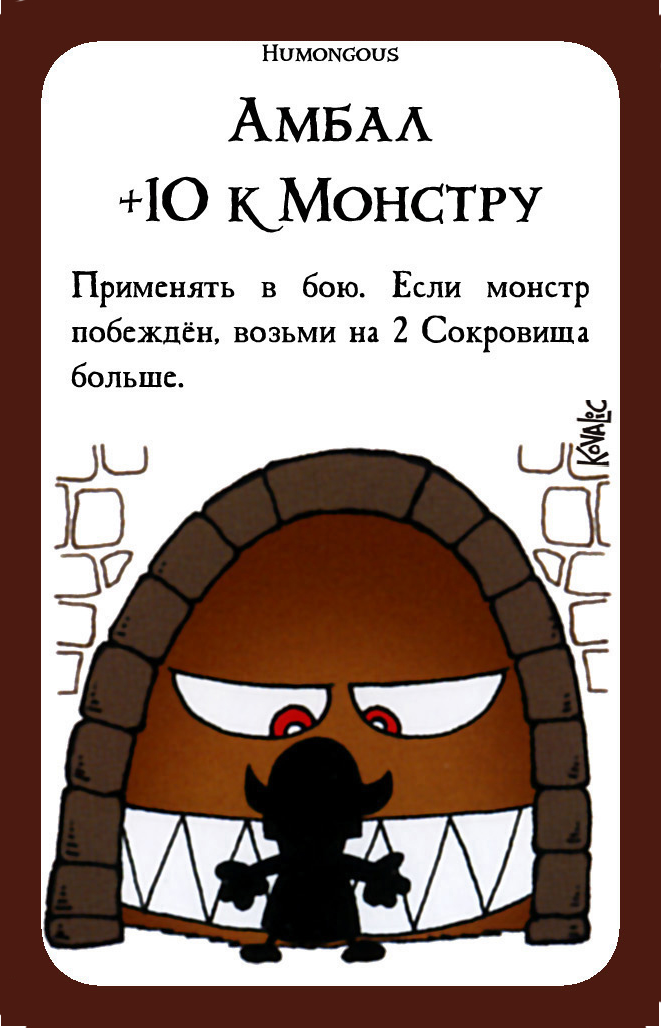 Humongous
Амбал
+10 к Монстру
Применять в бою. Если монстр
побеждён, возьми на 2 Сокровища
больше.
Kovalic